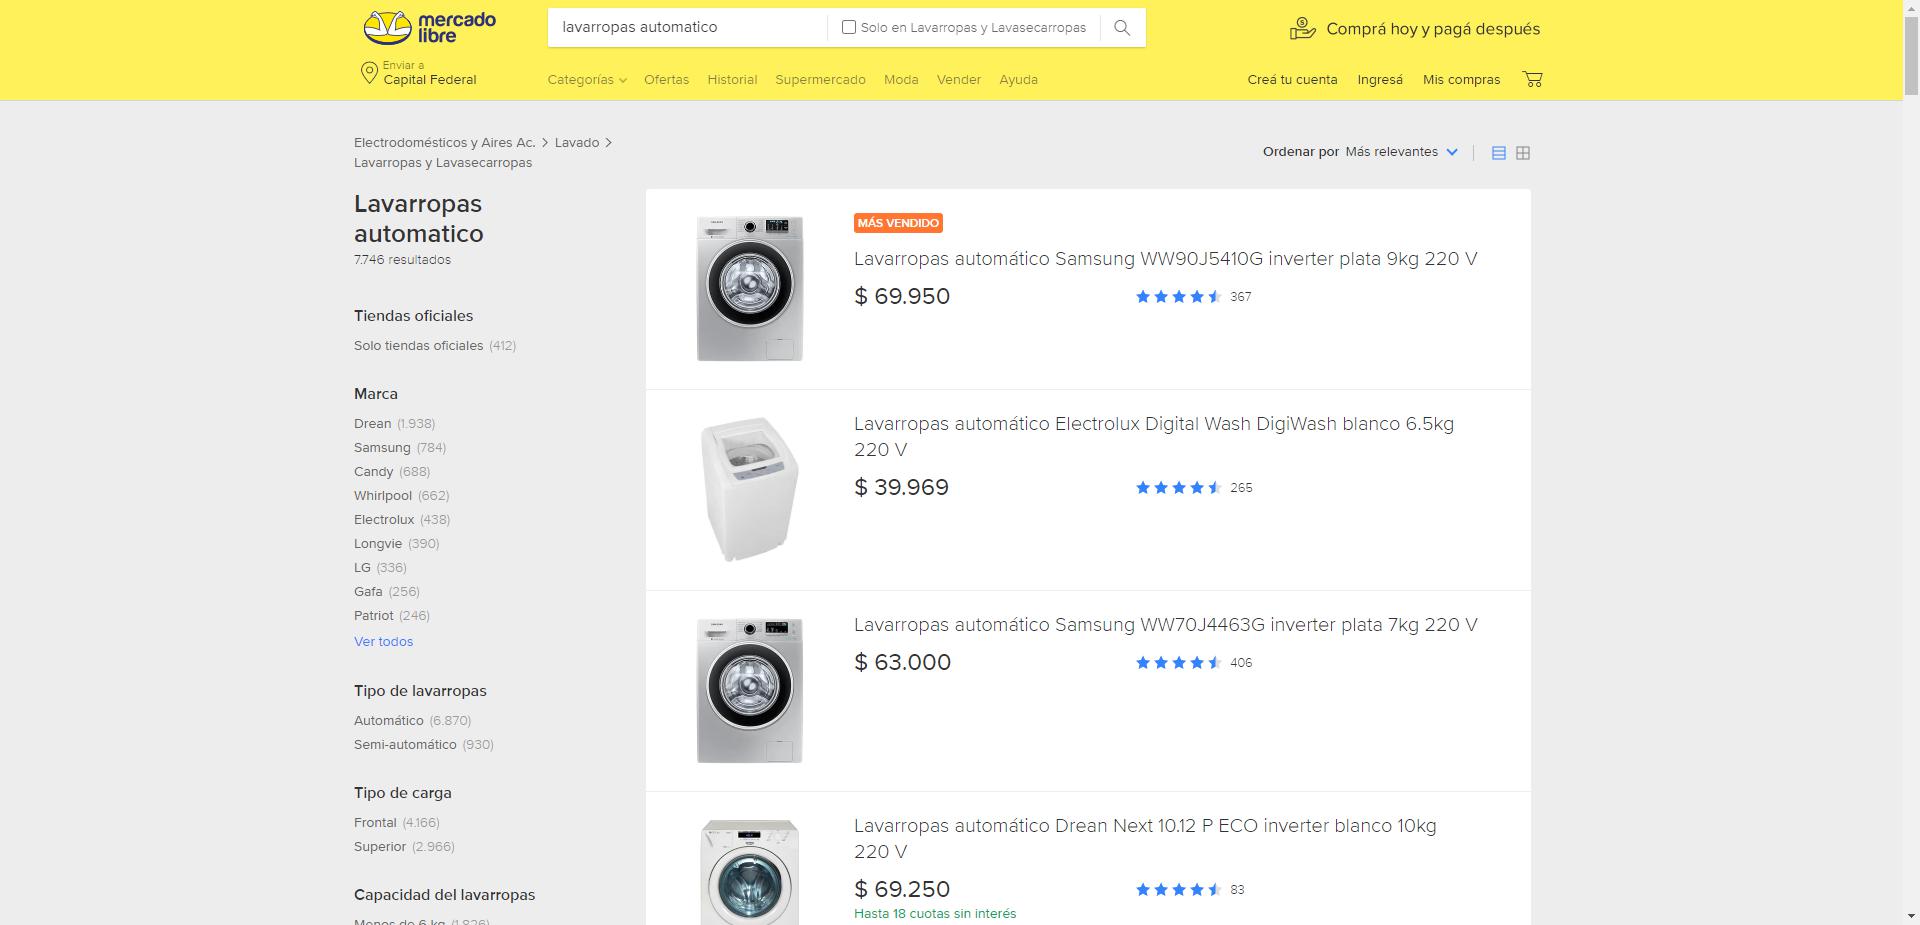 mercado
libre
lavarropas automatico
Solo en Lavarropas y Lavasecarropas
Comprá hoy y pagá después
Enviar a
Capital Federal
Categorías
Ofertas
Historial
Supermercado
Moda
Vender
Ayuda
Creá tu cuenta
Ingresá
Mis compras
Electrodomésticos y Aires Ac. > Lavado >
Lavarropas y Lavasecarropas
Ordenar por Más relevantes
Lavarropas
automatico
7.746 resultados
Tiendas oficiales
Solo tiendas oficiales (412)
Marca
Drean (1.938)
Samsung (784)
Candy (688)
Whirlpool (662)
Electrolux (438)
Longvie (390)
LG (336)
Gafa (256)
Patriot (246)
Ver todos
Tipo de lavarropas
Automático (6.870)
Semi-automático (930)
Tipo de carga
Frontal (4.166)
Superior (2.966)
Capacidad del lavarropas
Menos de 6 kg (1.826)
MÁS VENDIDO
Lavarropas automático Samsung WW90J5410G inverter plata 9kg 220 V
$ 69.950
367
Lavarropas automático Electrolux Digital Wash DigiWash blanco 6.5kg
220 V
$ 39.969
265
Lavarropas automático Samsung WW70J4463G inverter plata 7kg 220 V
$ 63.000
406
Lavarropas automático Drean Next 10.12 P ECO inverter blanco 10kg
220 V
$ 69.250
83
Hasta 18 cuotas sin interés